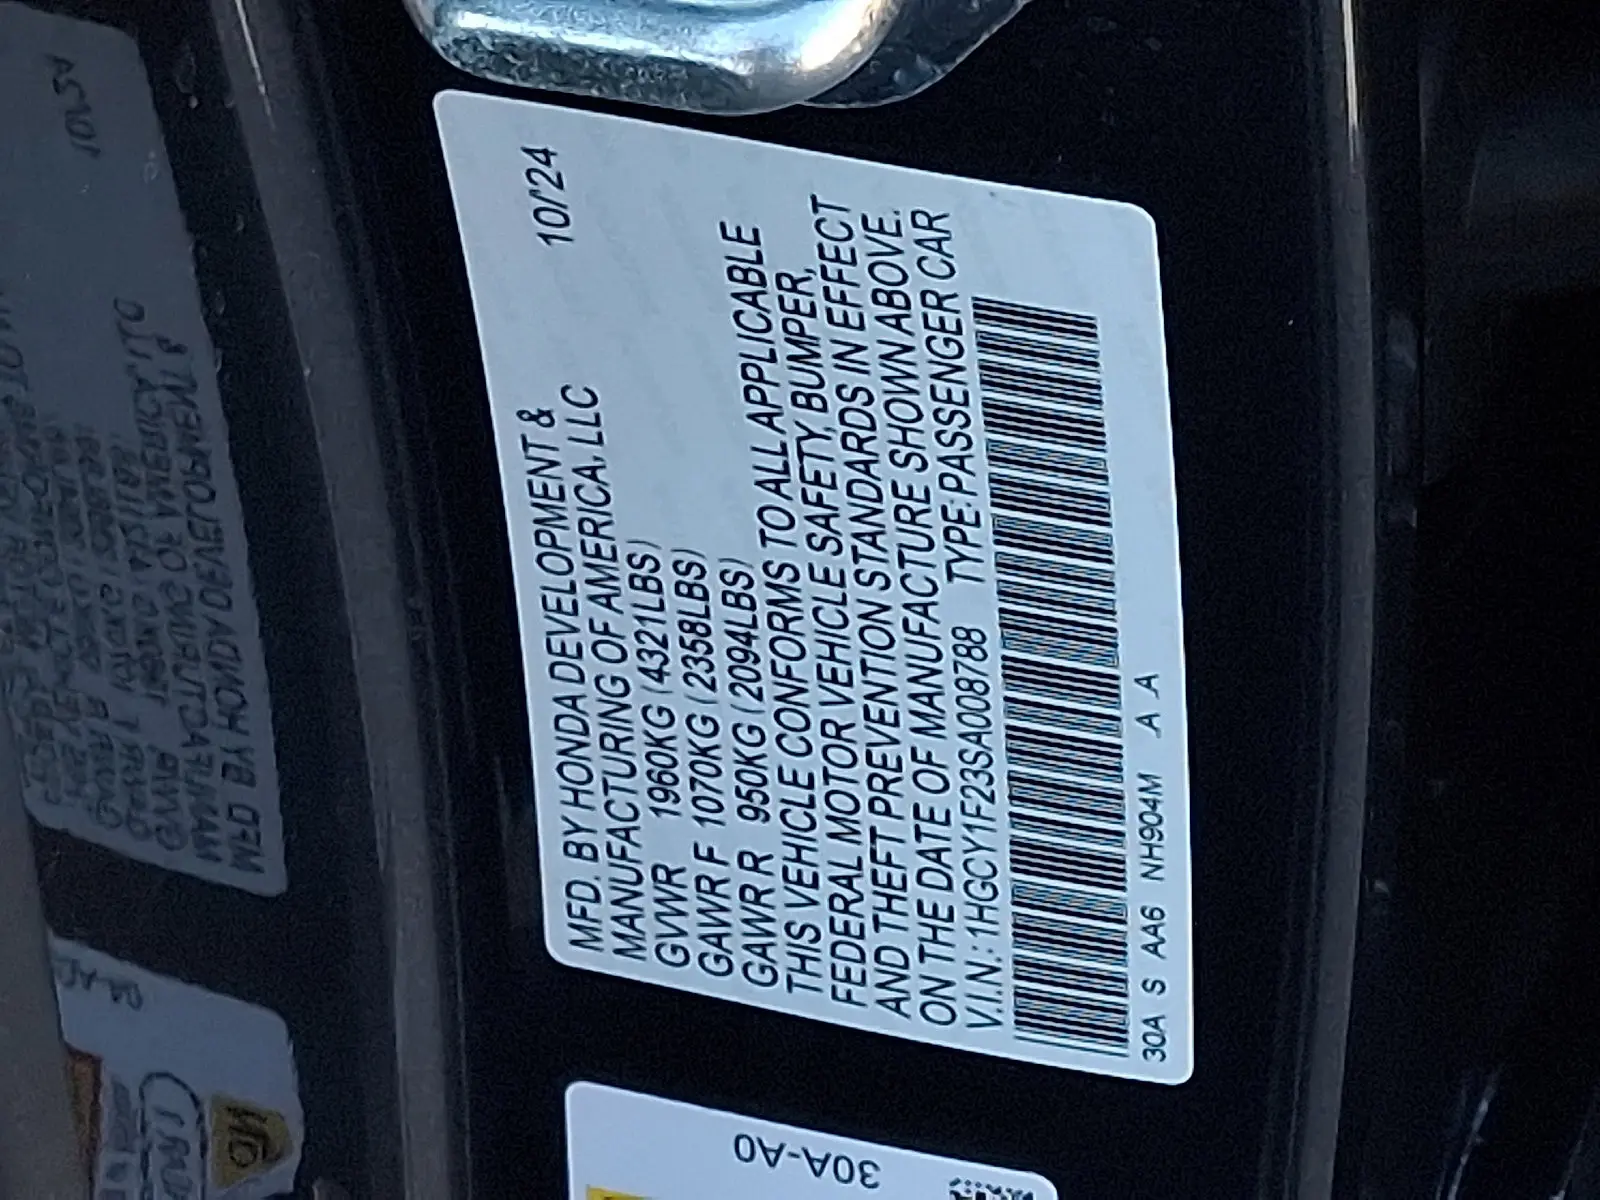 MFD. BY HONDA DEVELOPMENT & 10/'24
MANUFACTURING OF AMERICA, LLC
GVWR 1960KG (4321LBS)
GAWR F 1070KG (2358LBS)
GAWR R 950KG (2094LBS)
THIS VEHICLE CONFORMS TO ALL APPLICABLE
FEDERAL MOTOR VEHICLE SAFETY, BUMPER,
AND THEFT PREVENTION STANDARDS IN EFFECT
ON THE DATE OF MANUFACTURE SHOWN ABOVE.
V.I.N.: 1HGCY1F23SA008788 TYPE: PASSENGER CAR
30A S AA6 NH904M A A
30A-A0